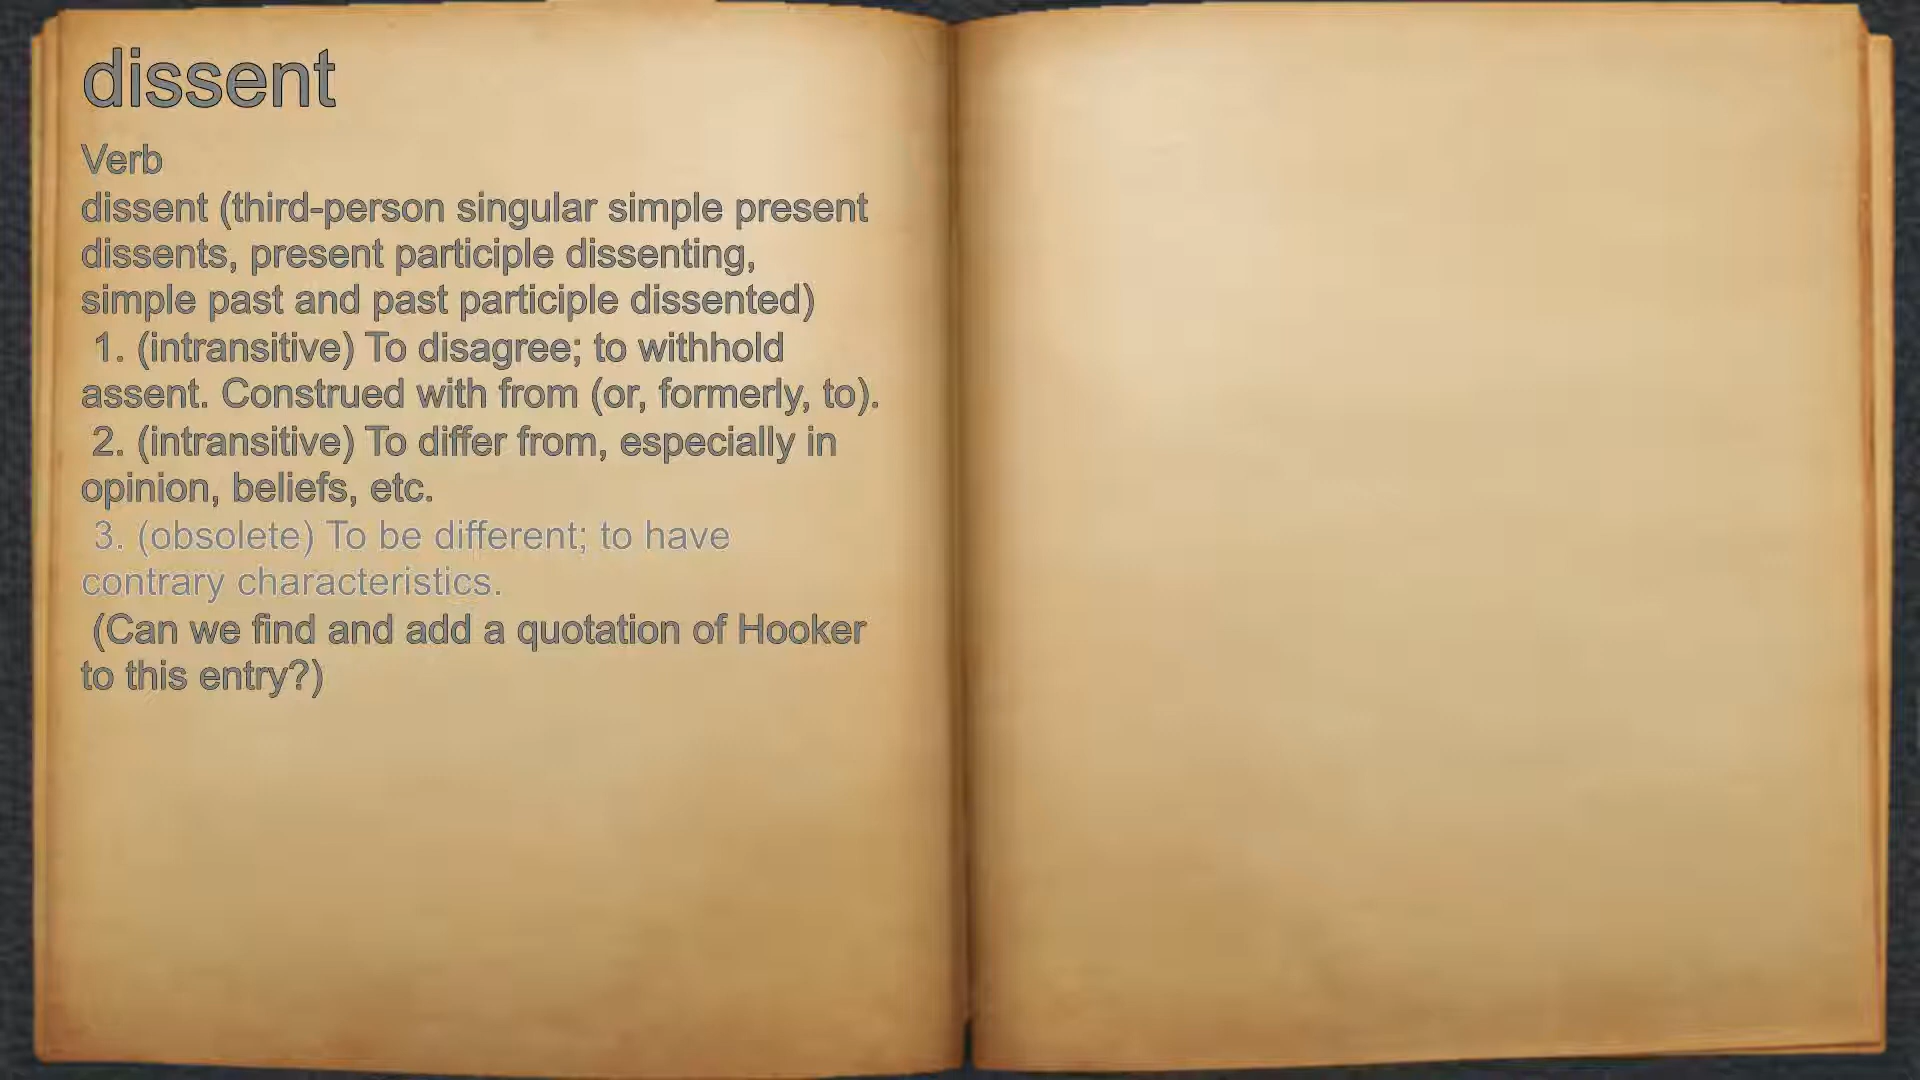 dissent
Verb
dissent (third-person singular simple present
dissents, present participle dissenting,
simple past and past participle dissented)
1. (intransitive) To disagree; to withhold
assent. Construed with from (or, formerly, to).
2. (intransitive) To differ from, especially in
opinion, beliefs, etc.
3. (obsolete) To be different; to have
contrary characteristics.
(Can we find and add a quotation of Hooker
to this entry?)